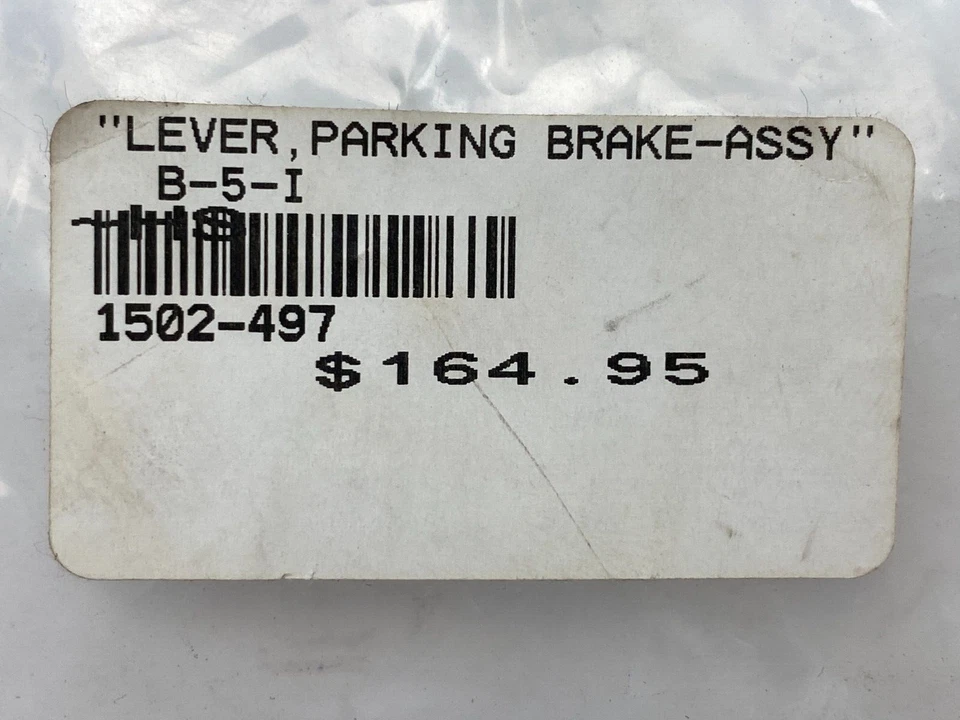 "LEVER,PARKING BRAKE-ASSY"
B-5-I
1502-497
$164.95